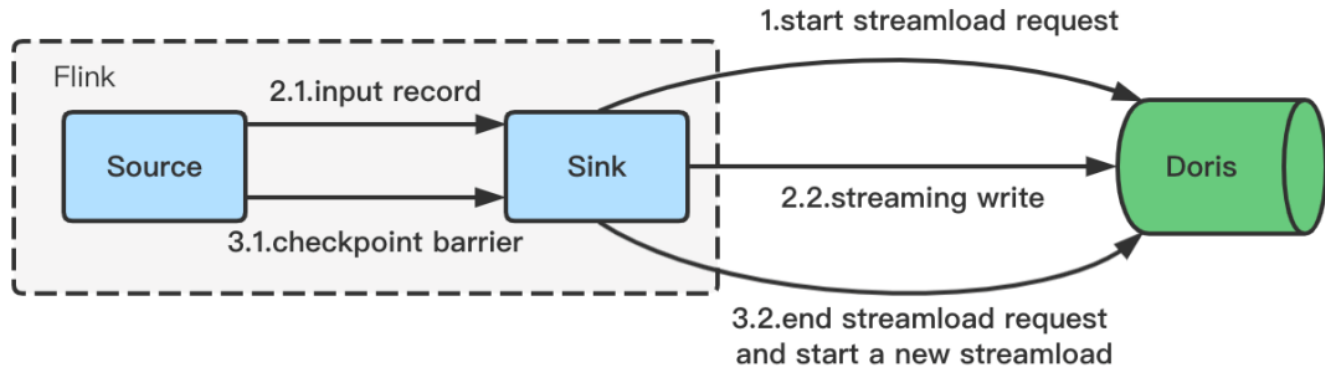 1.start streamload request
Flink
2.1.input record
Source
Sink
Doris
2.2.streaming write
3.1.checkpoint barrier
3.2.end streamload request
and start a new streamload